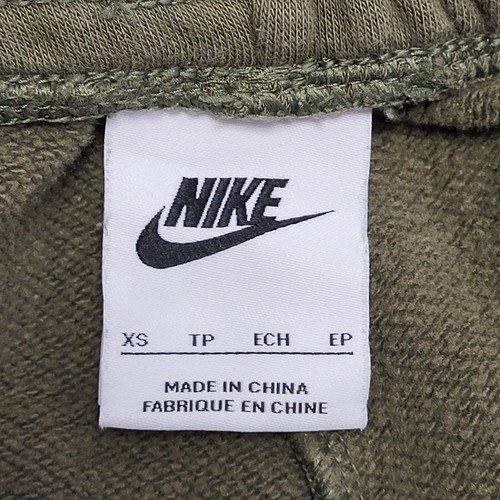 NIKE
XS TP ECH EP
MADE IN CHINA
FABRIQUE EN CHINE